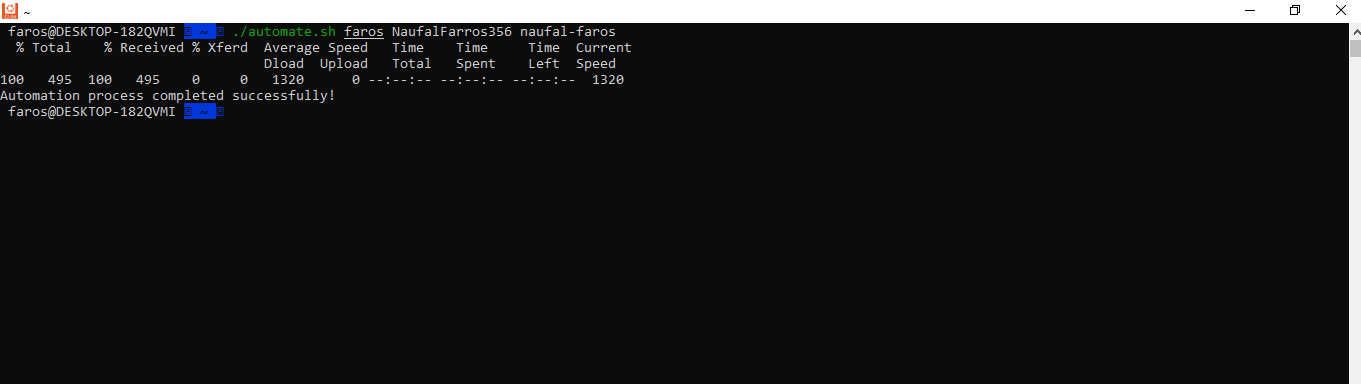 ~
faros@DESKTOP-182QVMI ~ ./automate.sh faros NaufalFarros356 naufal-faros
% Total % Received % Xferd Average Speed Time Time Time Current
Dload Upload Total Spent Left Speed
100 495 100 495 0 0 1320 0 --:--:-- --:--:-- --:--:-- 1320
Automation process completed successfully!
faros@DESKTOP-182QVMI ~